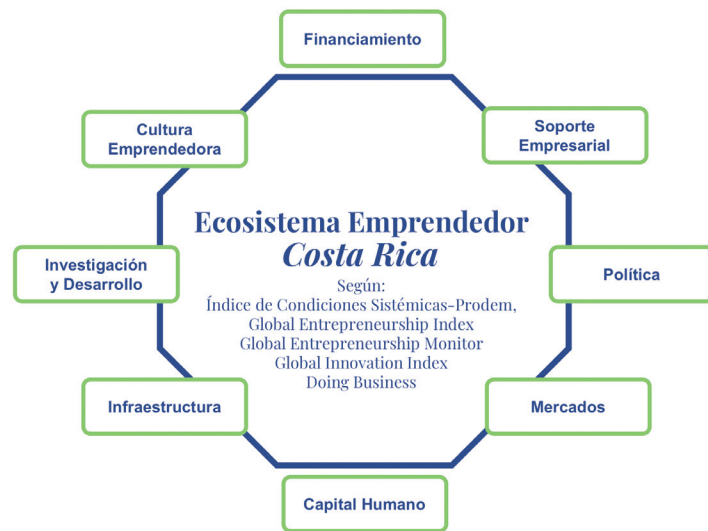 Financiamiento
Cultura
Emprendedora
Soporte
Empresarial
Ecosistema Emprendedor
Costa Rica
Según:
Índice de Condiciones Sistémicas-Prodem,
Global Entrepreneurship Index
Global Entrepreneurship Monitor
Global Innovation Index
Doing Business
Investigación
y Desarrollo
Política
Infraestructura
Mercados
Capital Humano